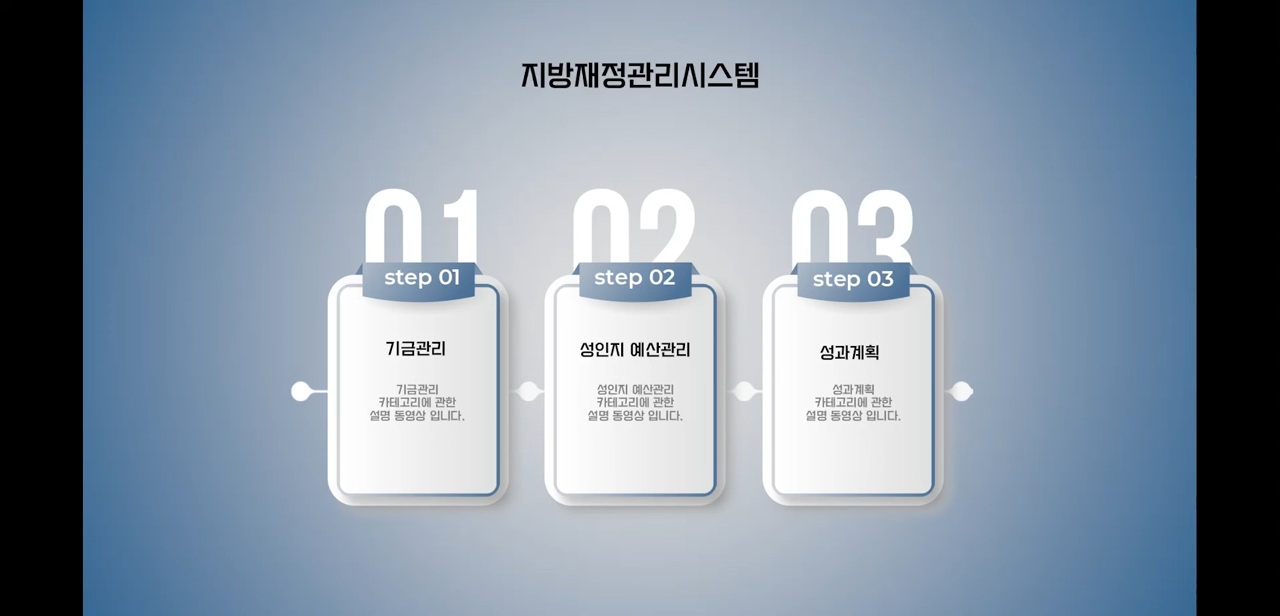 지방재정관리시스템
01
02
03
step 01
step 02
step 03
기금관리
기금관리
카테고리에 관한
설명 동영상 입니다.
성인지 예산관리
성인지 예산관리
카테고리에 관한
설명 동영상 입니다.
성과계획
성과계획
카테고리에 관한
설명 동영상 입니다.